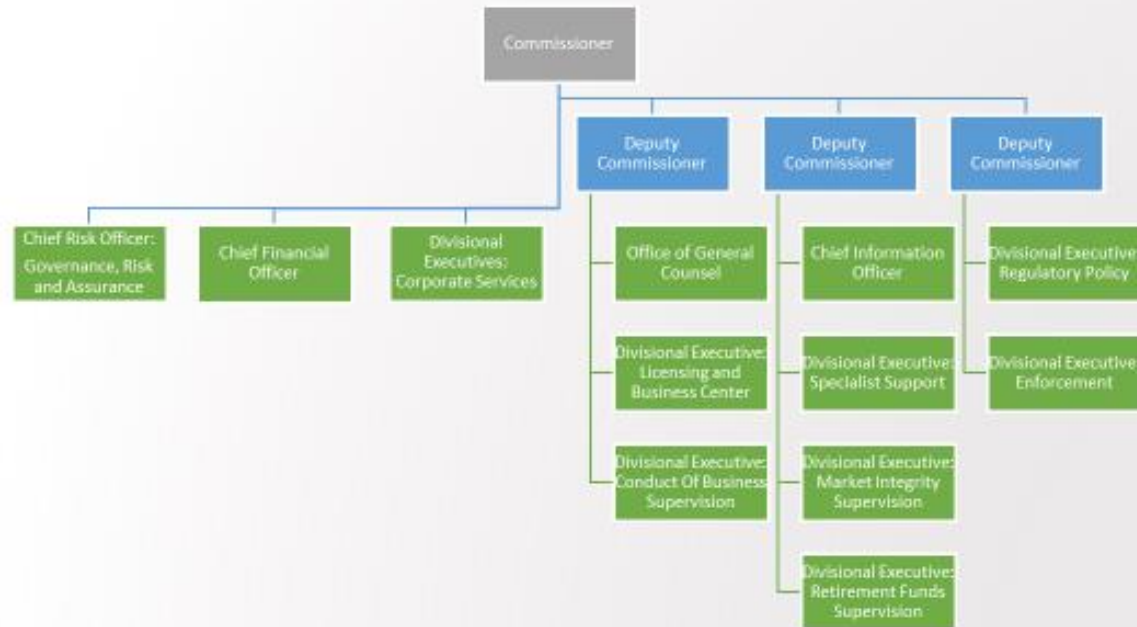 Commissioner
Deputy
Commissioner
Deputy
Commissioner
Deputy
Commissioner
Chief Risk Officer:
Governance, Risk
and Assurance
Chief Financial
Officer
Divisional
Executives:
Corporate Services
Office of General
Counsel
Divisional Executive:
Licensing and
Business Center
Divisional Executive:
Conduct Of Business
Supervision
Chief Information
Officer
Divisional Executive:
Specialist Support
Divisional Executive:
Market Integrity
Supervision
Divisional Executive:
Retirement Funds
Supervision
Divisional Executive
Regulatory Policy
Divisional Executive
Enforcement